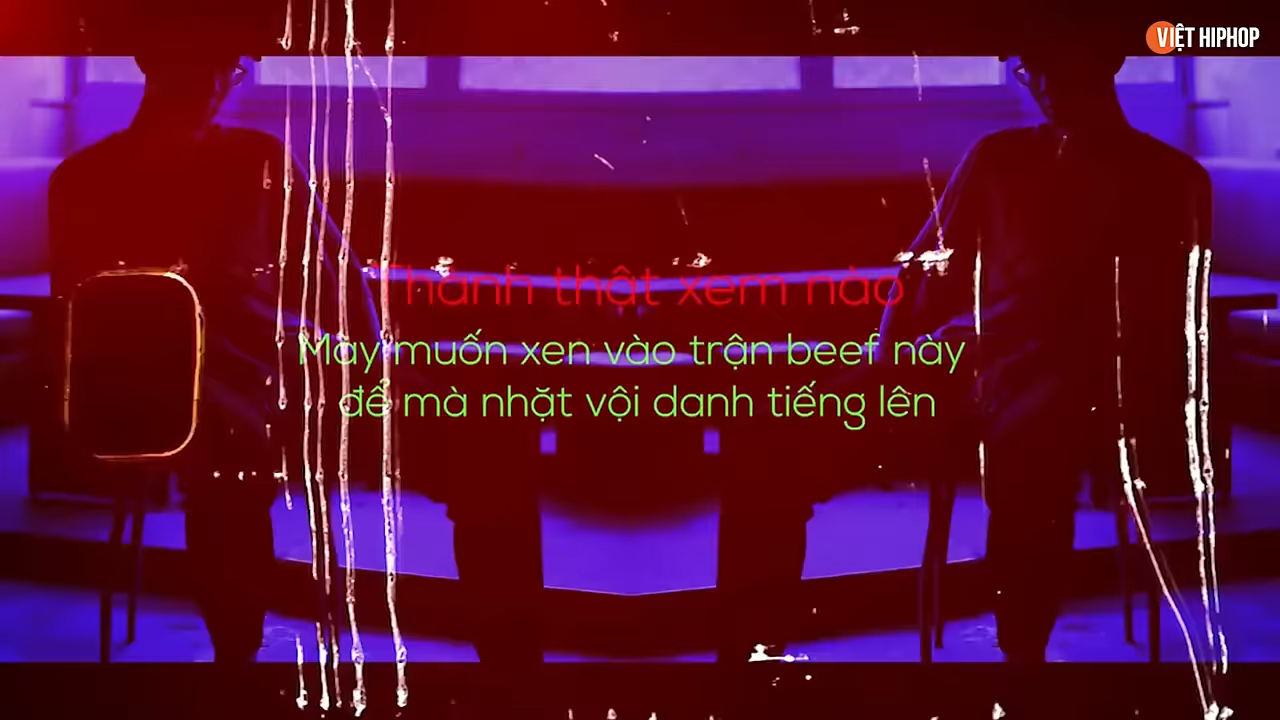 VIỆT HIPHOP
Thành thật xem nào
Mày muốn xen vào trận beef này
để mà nhặt vội danh tiếng lên